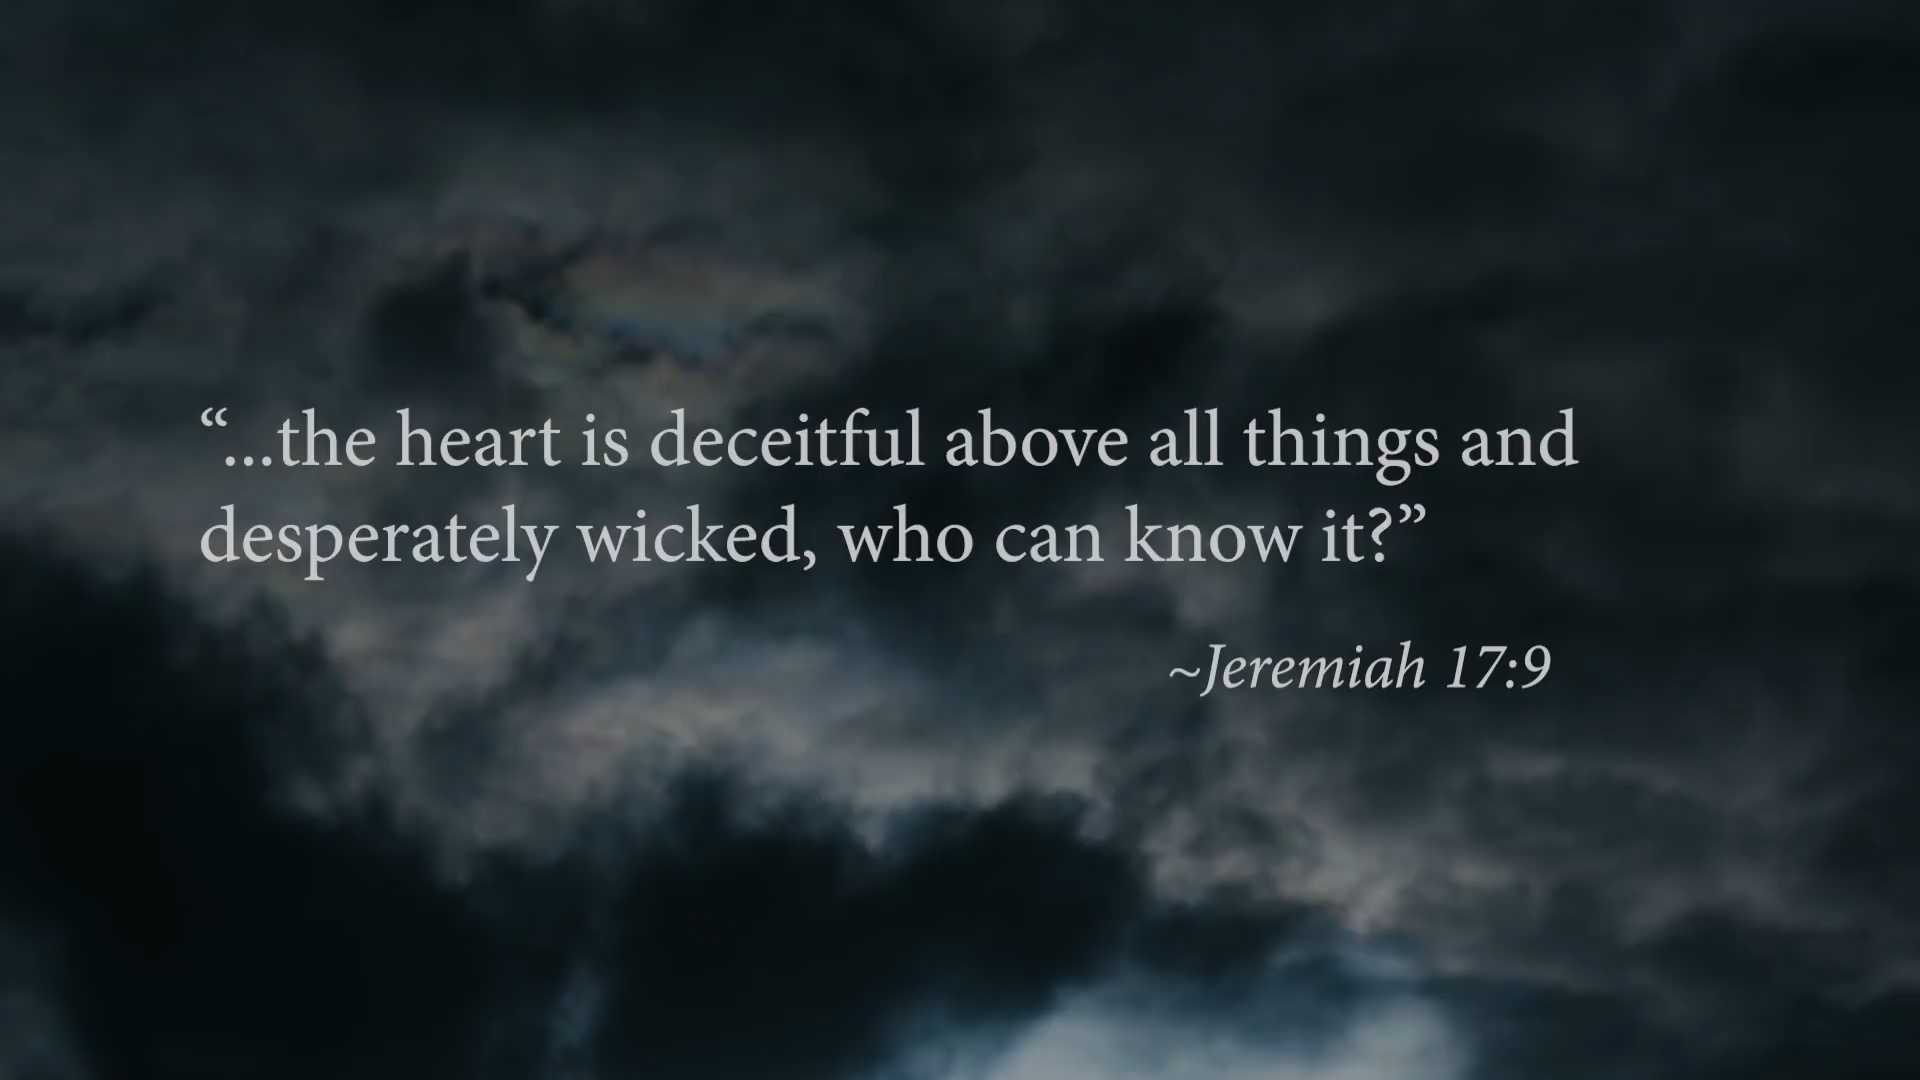 “...the heart is deceitful above all things and
desperately wicked, who can know it?”
~Jeremiah 17:9